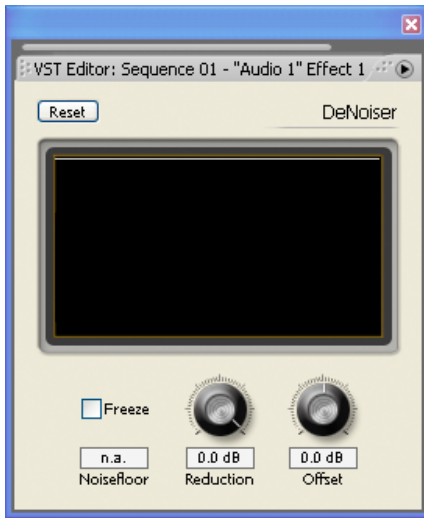 VST Editor: Sequence 01 - "Audio 1" Effect 1
Reset
DeNoiser
Freeze
n.a.
0.0 dB
0.0 dB
Noisefloor
Reduction
Offset